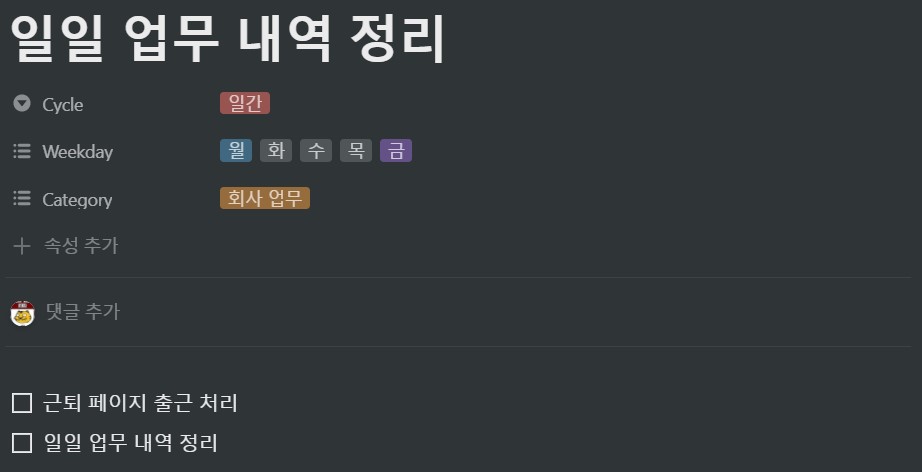 일일 업무 내역 정리
Cycle 일간
Weekday 월 화 수 목 금
Category 회사 업무
속성 추가
댓글 추가
근퇴 페이지 출근 처리
일일 업무 내역 정리